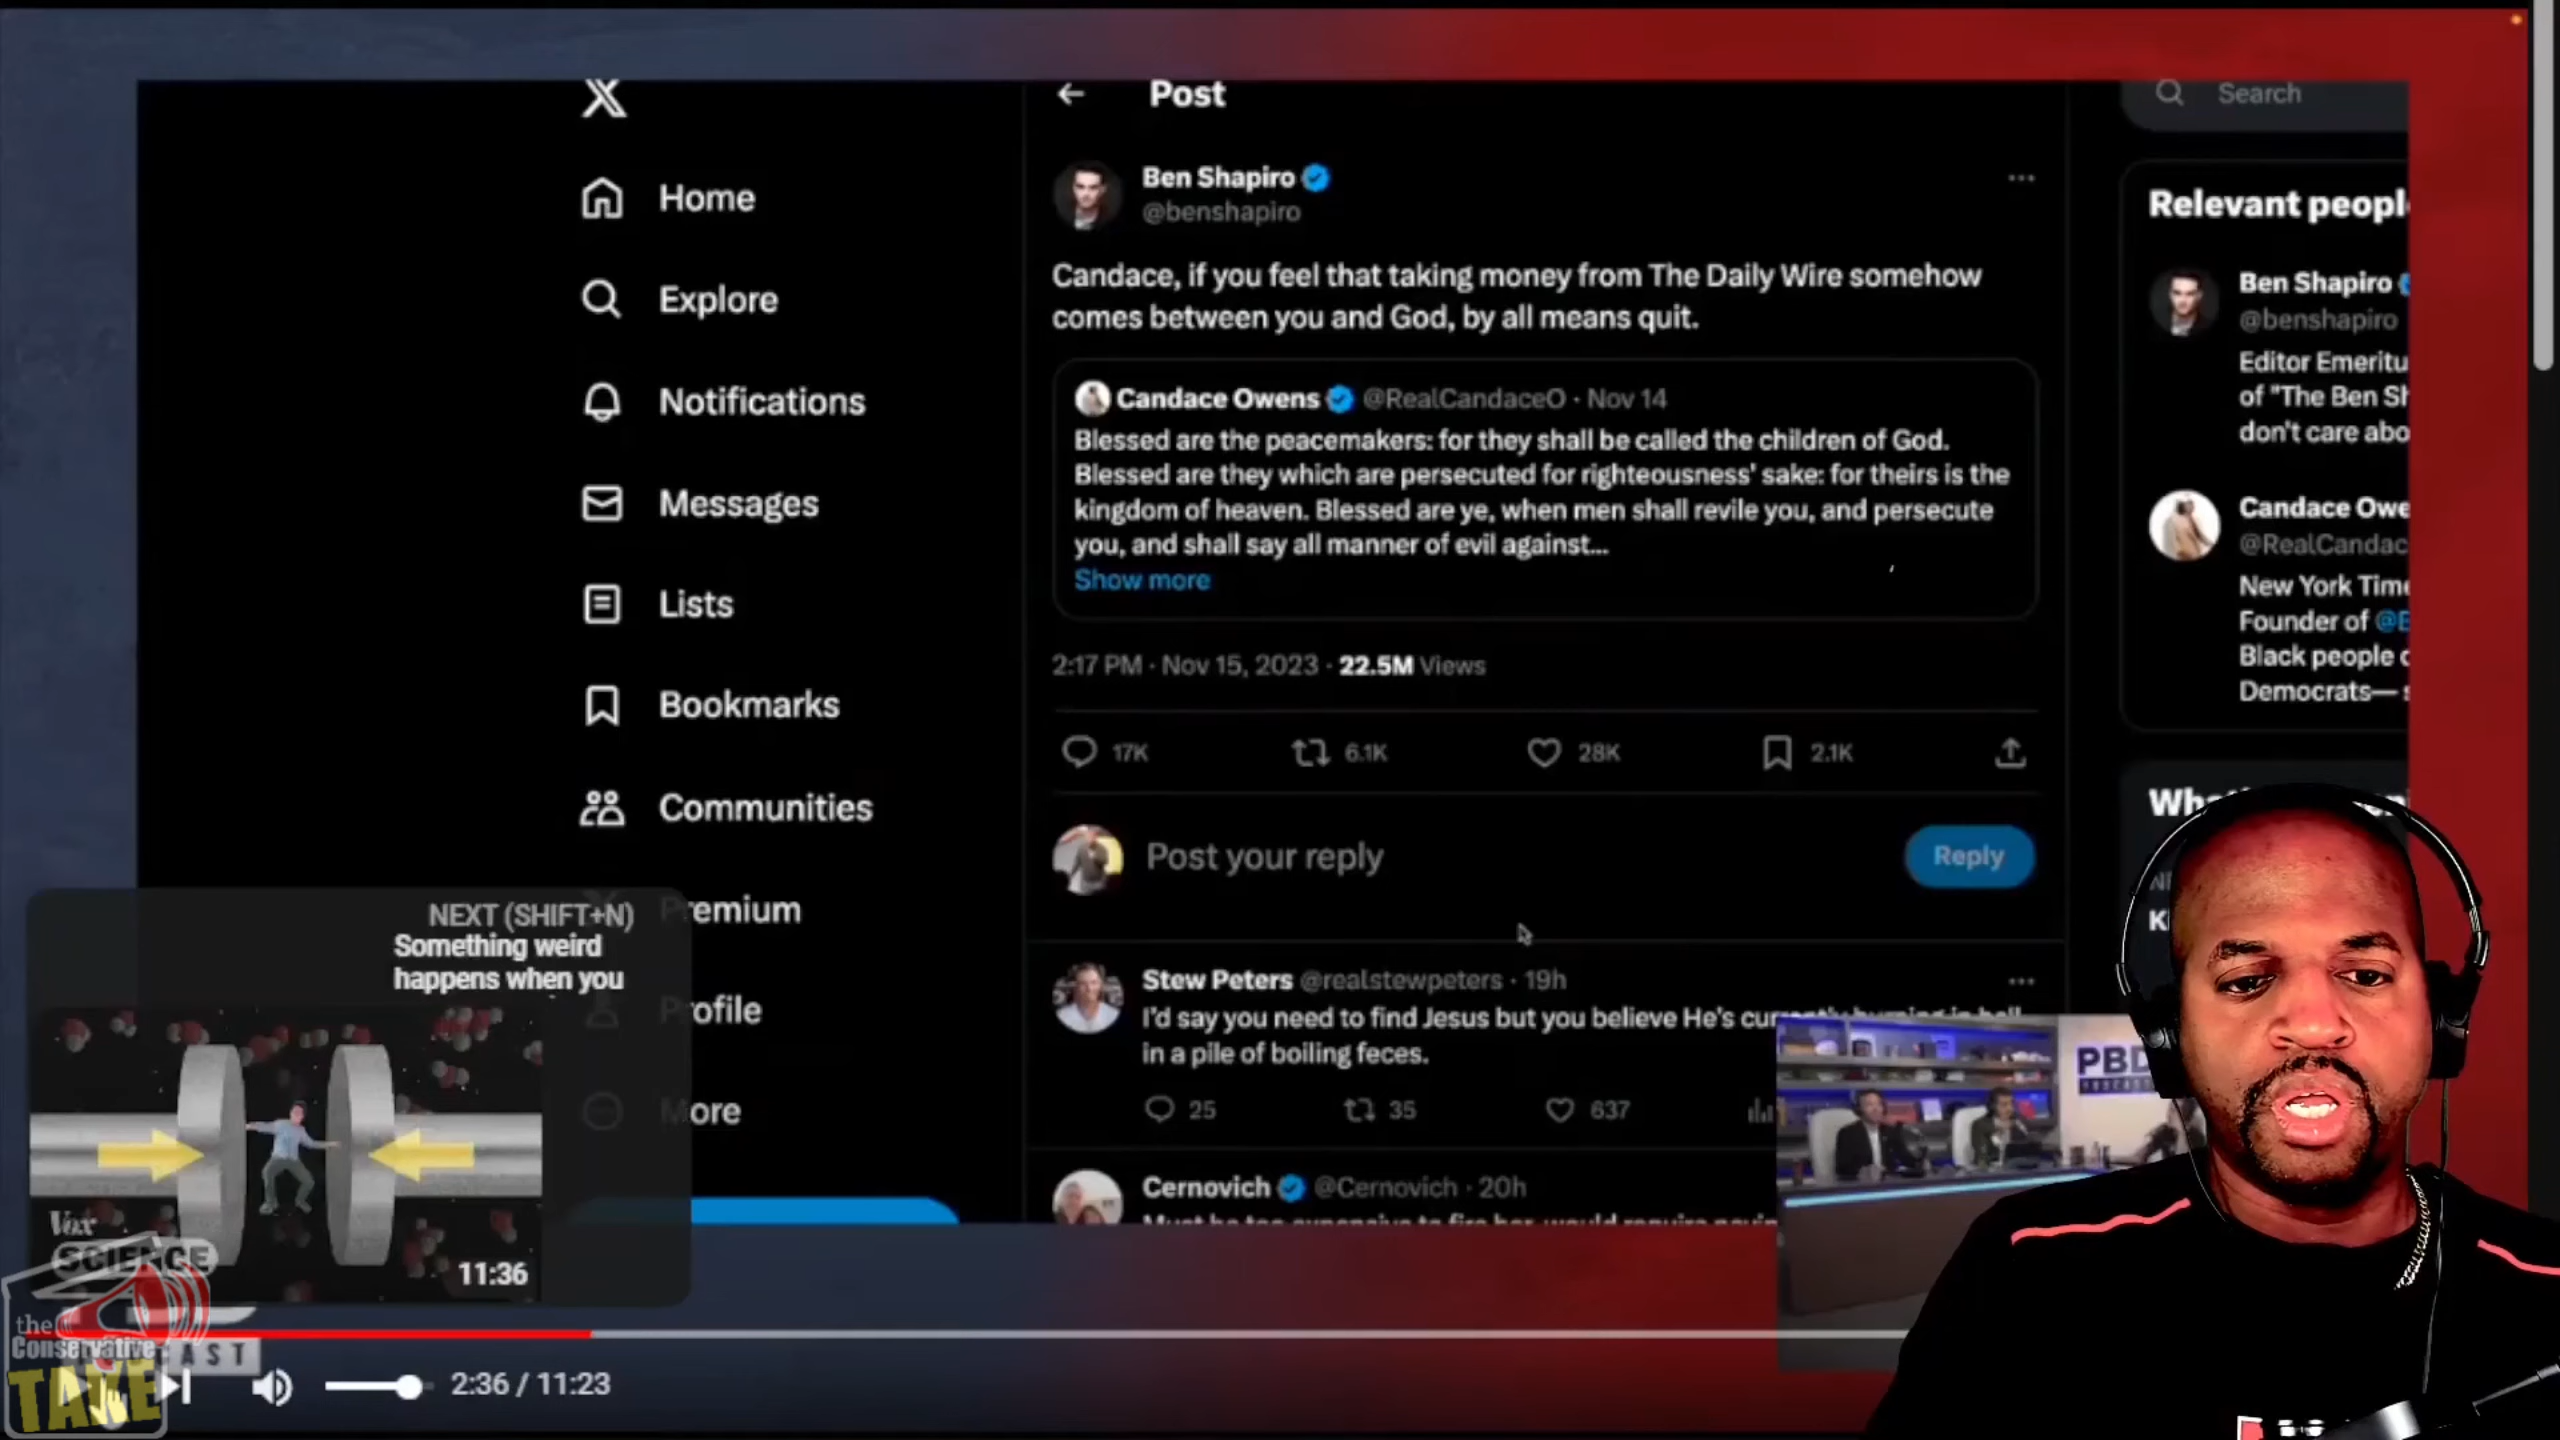 Post
Search
Home
Explore
Notifications
Messages
Lists
Bookmarks
Communities
Premium
Profile
More
Ben Shapiro
@benshapiro
Candace, if you feel that taking money from The Daily Wire somehow
comes between you and God, by all means quit.
Candace Owens @RealCandaceO · Nov 14
Blessed are the peacemakers: for they shall be called the children of God.
Blessed are they which are persecuted for righteousness' sake: for theirs is the
kingdom of heaven. Blessed are ye, when men shall revile you, and persecute
you, and shall say all manner of evil against...
Show more
2:17 PM · Nov 15, 2023 · 22.5M Views
17K 6.1K 28K 2.1K
Post your reply
Reply
Stew Peters @realstewpeters · 19h
I'd say you need to find Jesus but you believe He's currently burning in hell
in a pile of boiling feces.
25 35 637
Cernovich @Cernovich · 20h
Relevant peopl
Ben Shapiro
@benshapiro
Editor Emeritu
of "The Ben Sh
don't care abo
Candace Owe
@RealCandac
New York Time
Founder of @B
Black people
Democrats—
NEXT (SHIFT+N)
Something weird
happens when you
Vox
SCIENCE
11:36
the
Conservative
TAKE
2:36 / 11:23
PBD
PODCAST